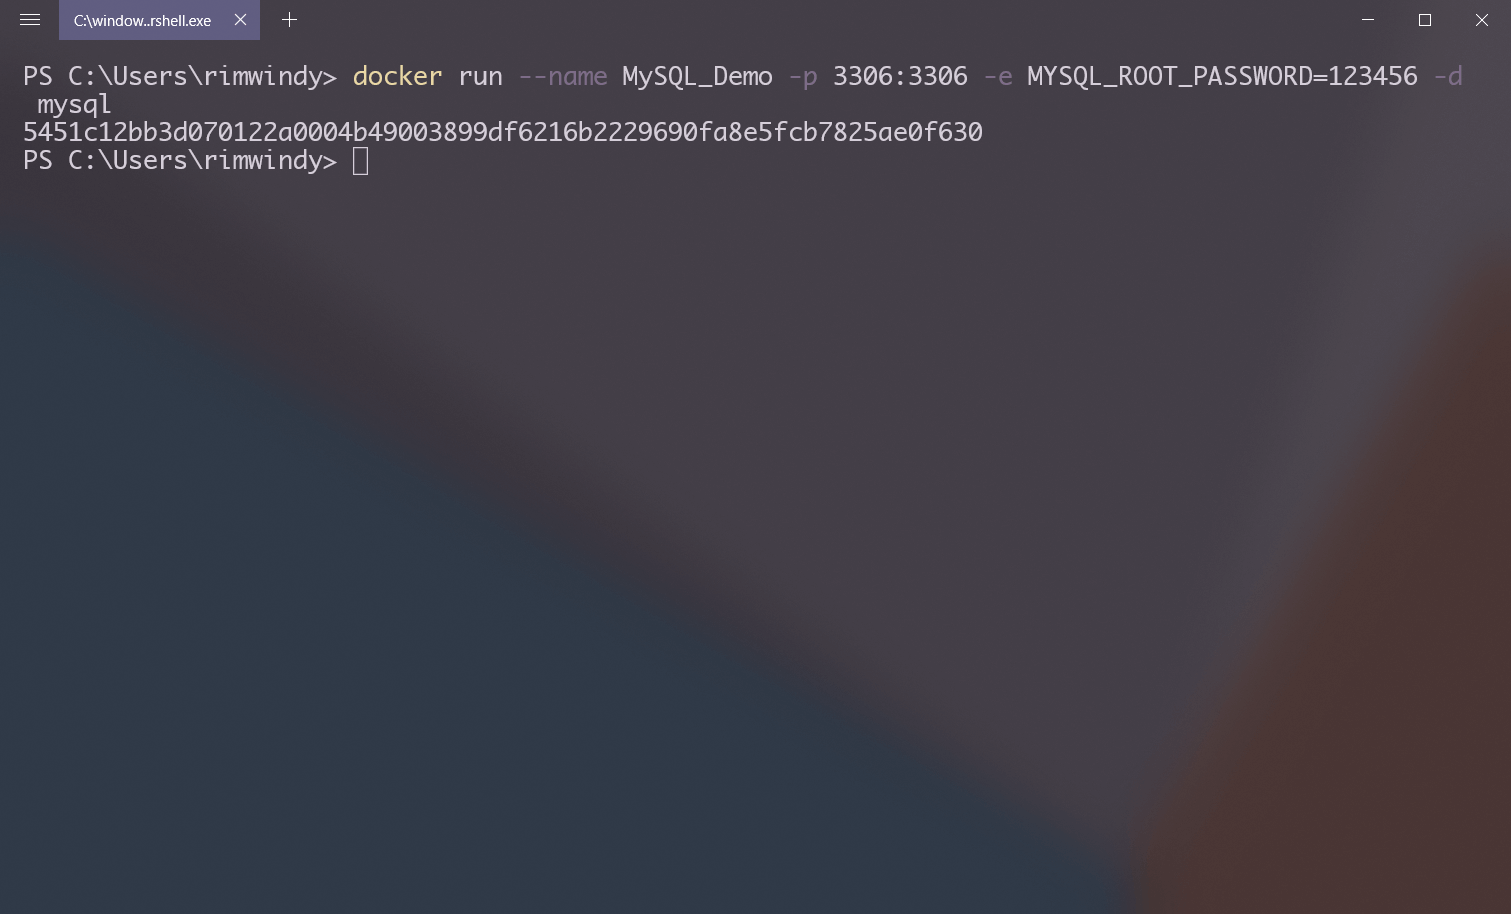 C:\window..rshell.exe
PS C:\Users\rimwindy> docker run --name MySQL_Demo -p 3306:3306 -e MYSQL_ROOT_PASSWORD=123456 -d
mysql
5451c12bb3d070122a0004b49003899df6216b2229690fa8e5fcb7825ae0f630
PS C:\Users\rimwindy>